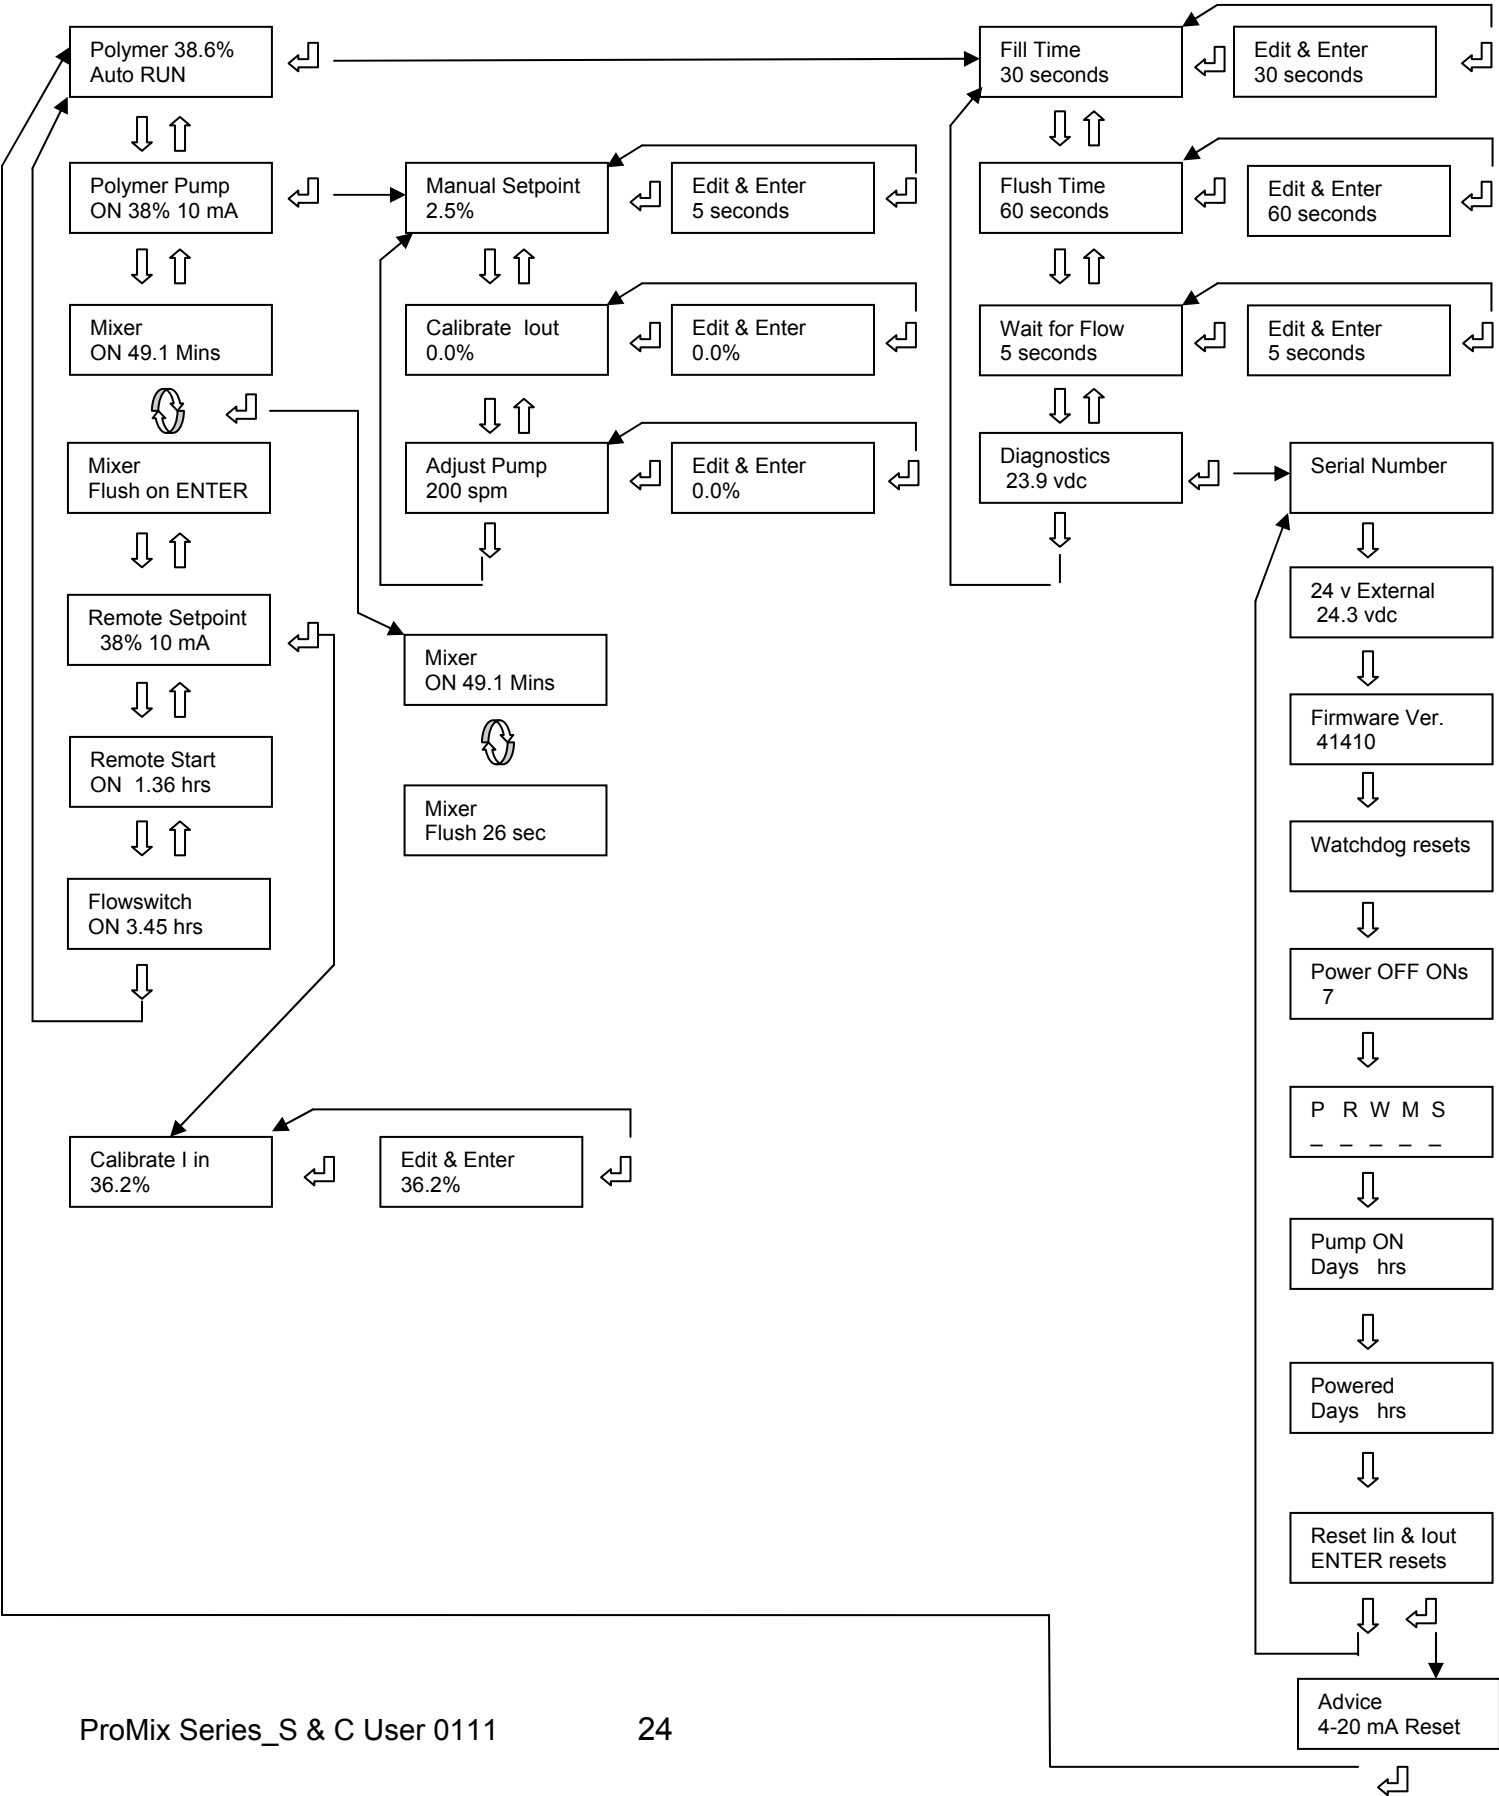 Polymer 38.6%
Auto RUN
Polymer Pump
ON 38% 10 mA
Mixer
ON 49.1 Mins
Mixer
Flush on ENTER
Remote Setpoint
38% 10 mA
Remote Start
ON 1.36 hrs
Flowswitch
ON 3.45 hrs
Calibrate I in
36.2%
Edit & Enter
36.2%
Manual Setpoint
2.5%
Edit & Enter
5 seconds
Calibrate Iout
0.0%
Edit & Enter
0.0%
Adjust Pump
200 spm
Edit & Enter
0.0%
Mixer
ON 49.1 Mins
Mixer
Flush 26 sec
Fill Time
30 seconds
Edit & Enter
30 seconds
Flush Time
60 seconds
Edit & Enter
60 seconds
Wait for Flow
5 seconds
Edit & Enter
5 seconds
Diagnostics
23.9 vdc
Serial Number
24 v External
24.3 vdc
Firmware Ver.
41410
Watchdog resets
Power OFF ONs
7
P R W M S
_ _ _ _ _
Pump ON
Days hrs
Powered
Days hrs
Reset Iin & Iout
ENTER resets
Advice
4-20 mA Reset
ProMix Series_S & C User 0111 24